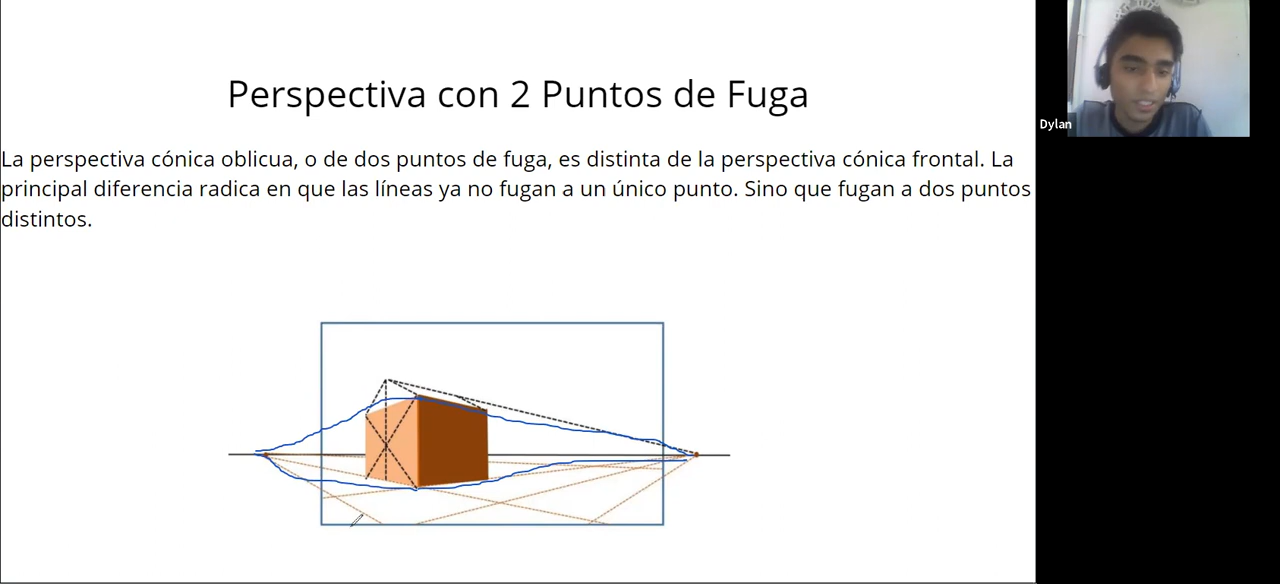 Perspectiva con 2 Puntos de Fuga
La perspectiva cónica oblicua, o de dos puntos de fuga, es distinta de la perspectiva cónica frontal. La
principal diferencia radica en que las líneas ya no fugan a un único punto. Sino que fugan a dos puntos
distintos.
Dylan